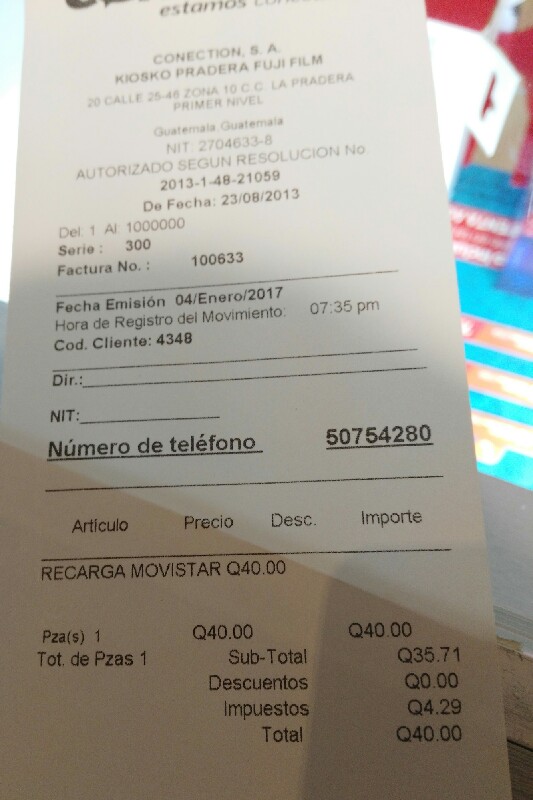 estamos
CONECTION, S. A.
KIOSKO PRADERA FUJI FILM
20 CALLE 25-46 ZONA 10 C.C. LA PRADERA
PRIMER NIVEL
Guatemala,Guatemala
NIT: 2704633-8
AUTORIZADO SEGUN RESOLUCION No
2013-1-48-21059
De Fecha: 23/08/2013
Del: 1 Al: 1000000
Serie : 300
Factura No. : 100633
Fecha Emisión 04/Enero/2017
Hora de Registro del Movimiento: 07:35 pm
Cod. Cliente: 4348
Dir.:
NIT:
Número de teléfono 50754280
Artículo Precio Desc. Importe
RECARGA MOVISTAR Q40.00
Pza(s) 1 Q40.00 Q40.00
Tot. de Pzas 1 Sub-Total Q35.71
Descuentos Q0.00
Impuestos Q4.29
Total Q40.00